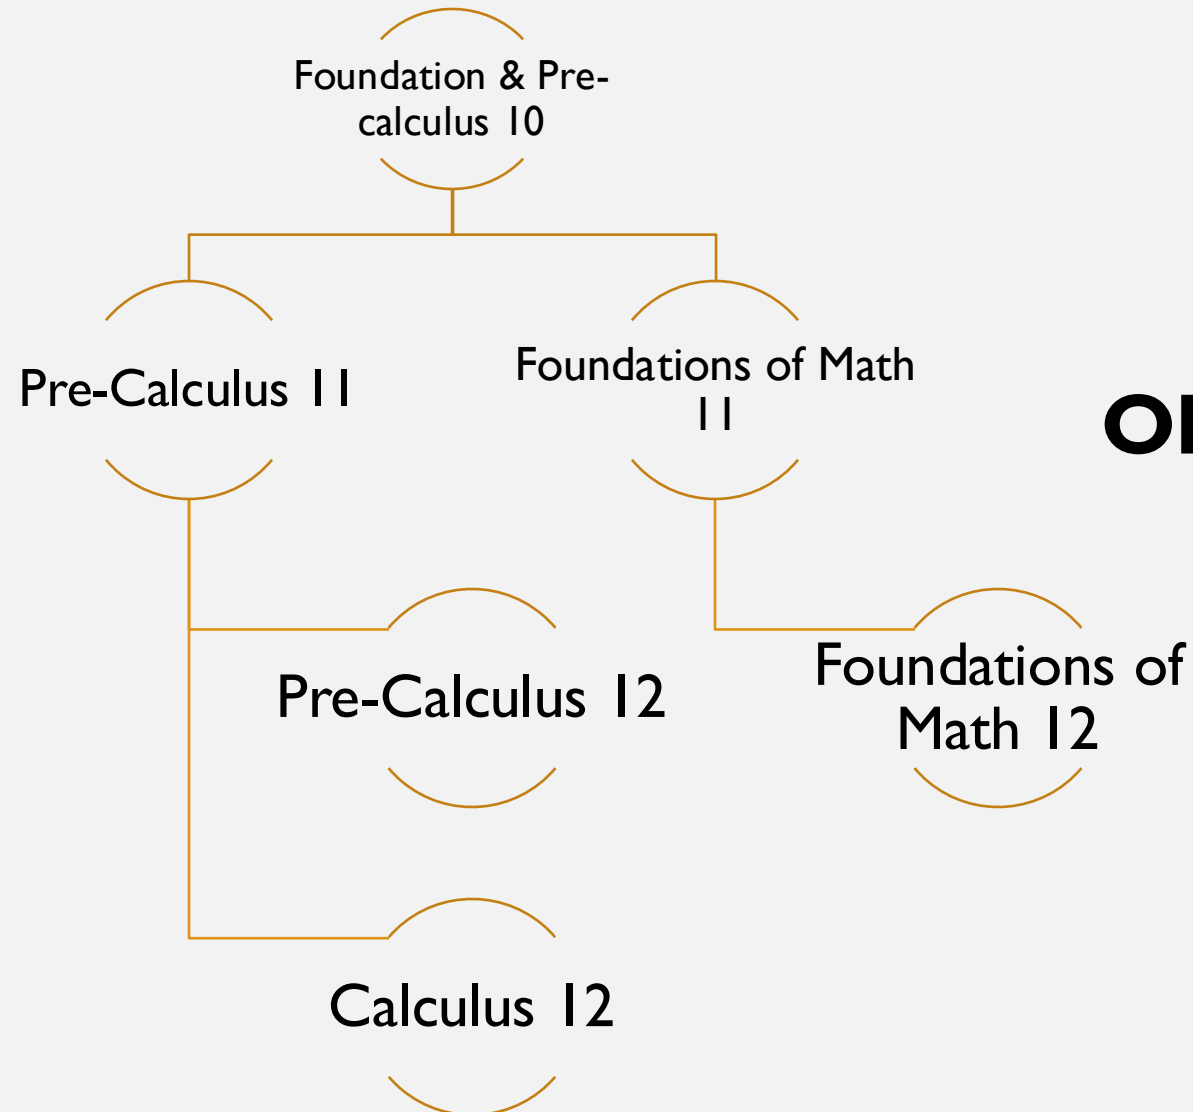 Foundation & Pre-
calculus 10
Pre-Calculus 11
Foundations of Math
11
Pre-Calculus 12
Foundations of
Math 12
Calculus 12